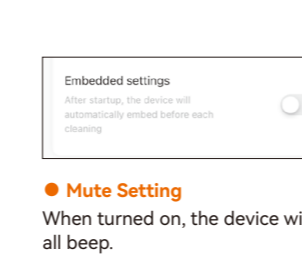 Embedded settings
After startup, the device will
automatically embed before each
cleaning
● Mute Setting
When turned on, the device wi
all beep.